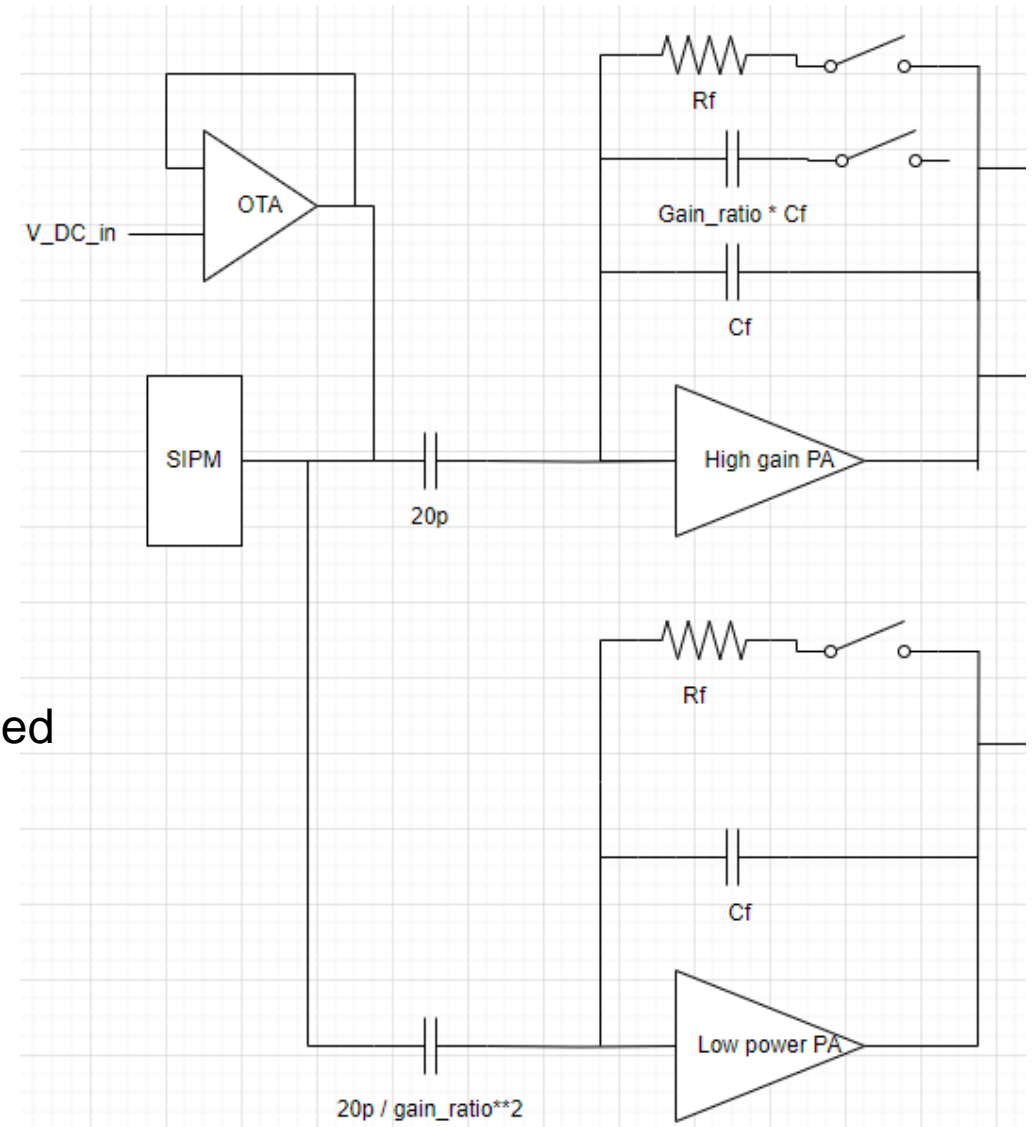 Rf
OTA
Gain_ratio * Cf
V_DC_in
Cf
SIPM
High gain PA
20p
Rf
ed
Cf
Low power PA
20p / gain_ratio**2